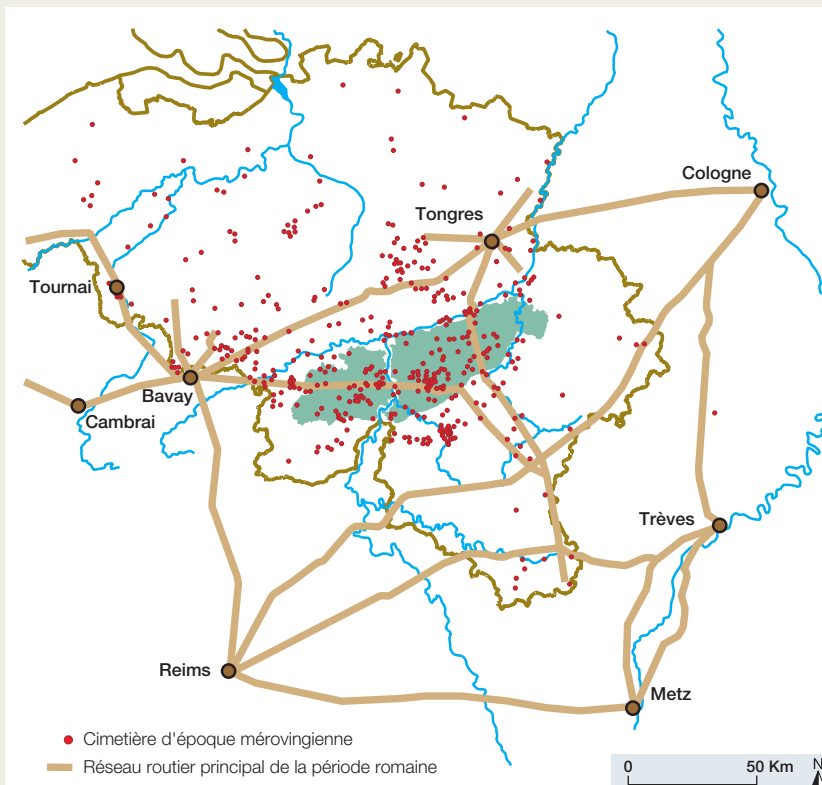 Cologne
Tongres
Tournai
Bavay
Cambrai
Trèves
Reims
Metz
Cimetière d'époque mérovingienne
Réseau routier principal de la période romaine
0 50 Km N